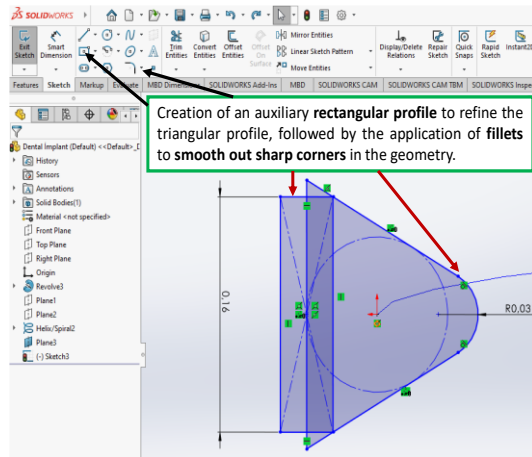 SOLIDWORKS
Exit Sketch
Smart Dimension
Trim Entities
Convert Entities
Offset Entities
Offset On Surface
Mirror Entities
Linear Sketch Pattern
Move Entities
Display/Delete Relations
Repair Sketch
Quick Snaps
Rapid Sketch
Instant2D
Features Sketch Markup Evaluate MBD Dimensions SOLIDWORKS Add-Ins MBD SOLIDWORKS CAM SOLIDWORKS CAM TBM SOLIDWORKS Inspe
Creation of an auxiliary rectangular profile to refine the
triangular profile, followed by the application of fillets
to smooth out sharp corners in the geometry.
Dental Implant (Default) <<Default>_D
History
Sensors
Annotations
Solid Bodies(1)
Material <not specified>
Front Plane
Top Plane
Right Plane
Origin
Revolve3
Plane1
Plane2
Helix/Spiral2
Plane3
(-) Sketch3
0,16
R0,03